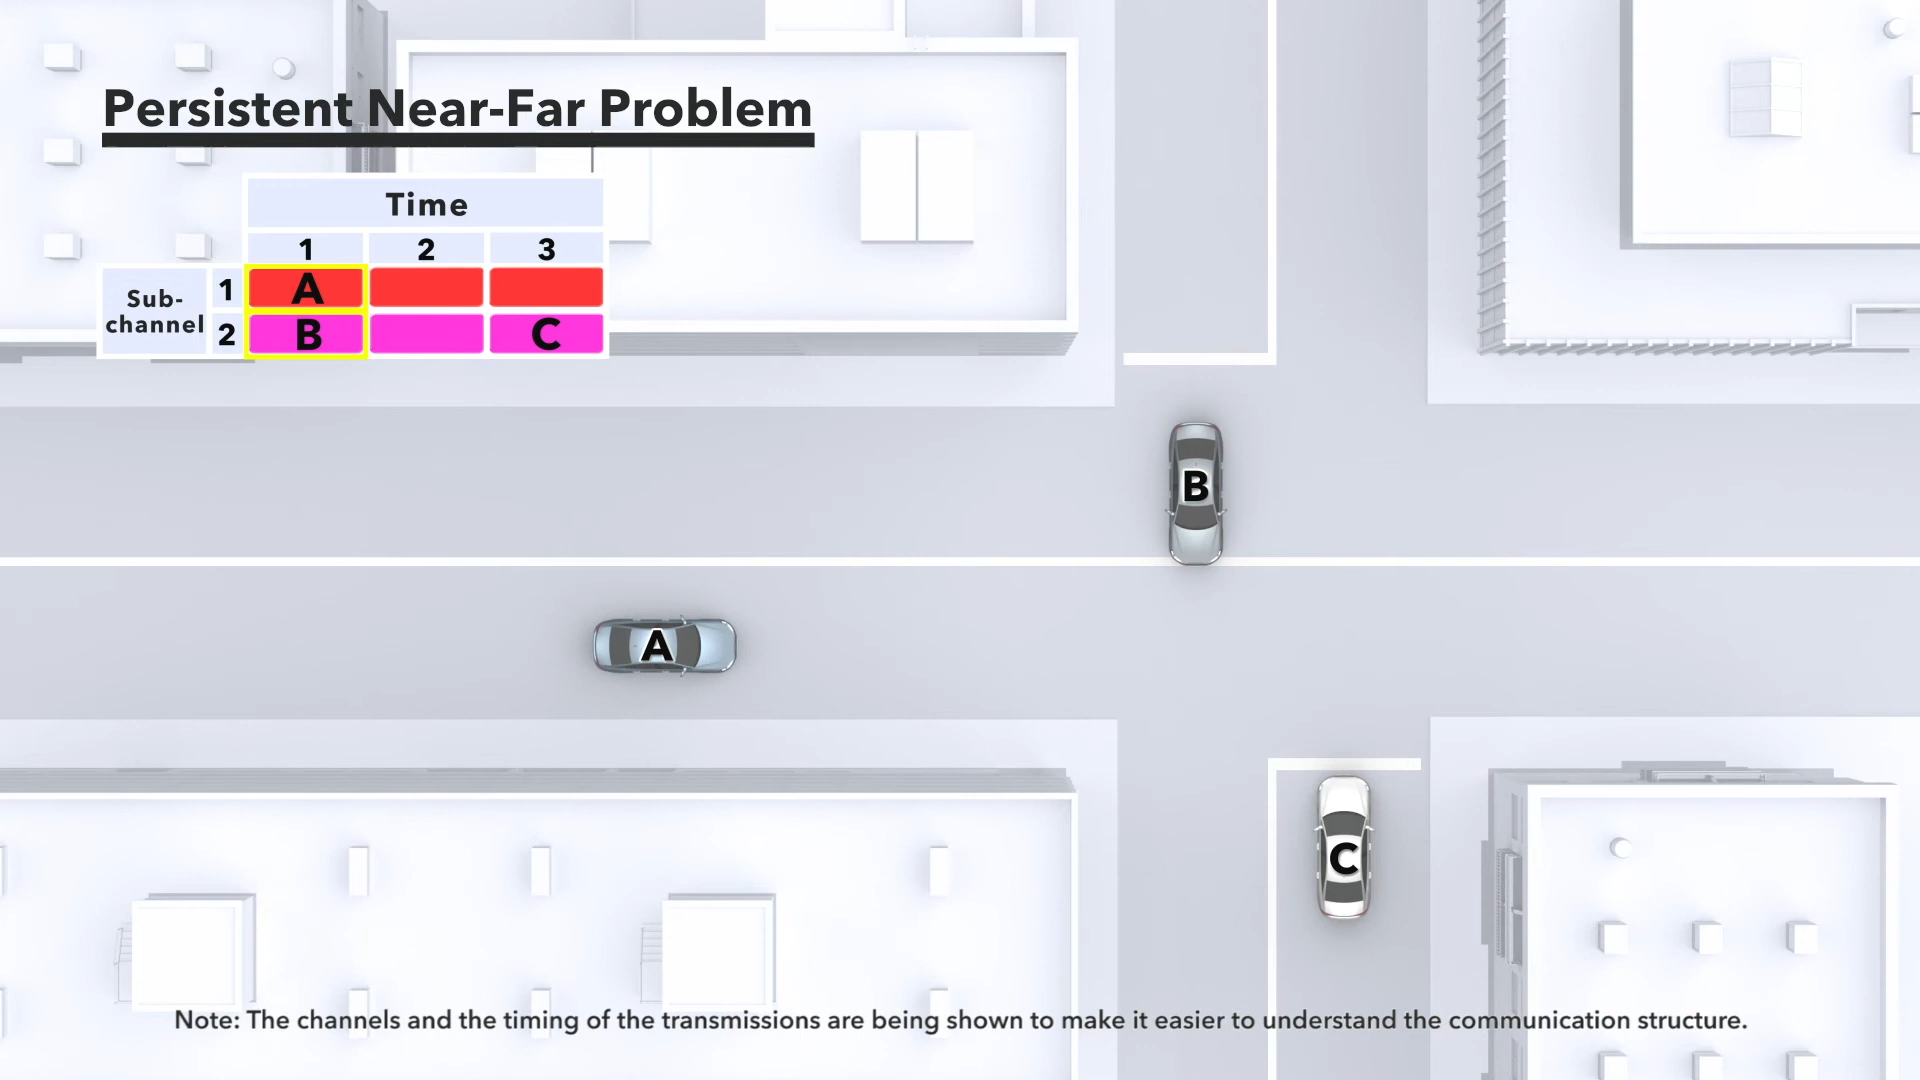 Persistent Near-Far Problem
Time
1 2 3
Sub-
channel
1 A
2 B C
B
A
C
Note: The channels and the timing of the transmissions are being shown to make it easier to understand the communication structure.